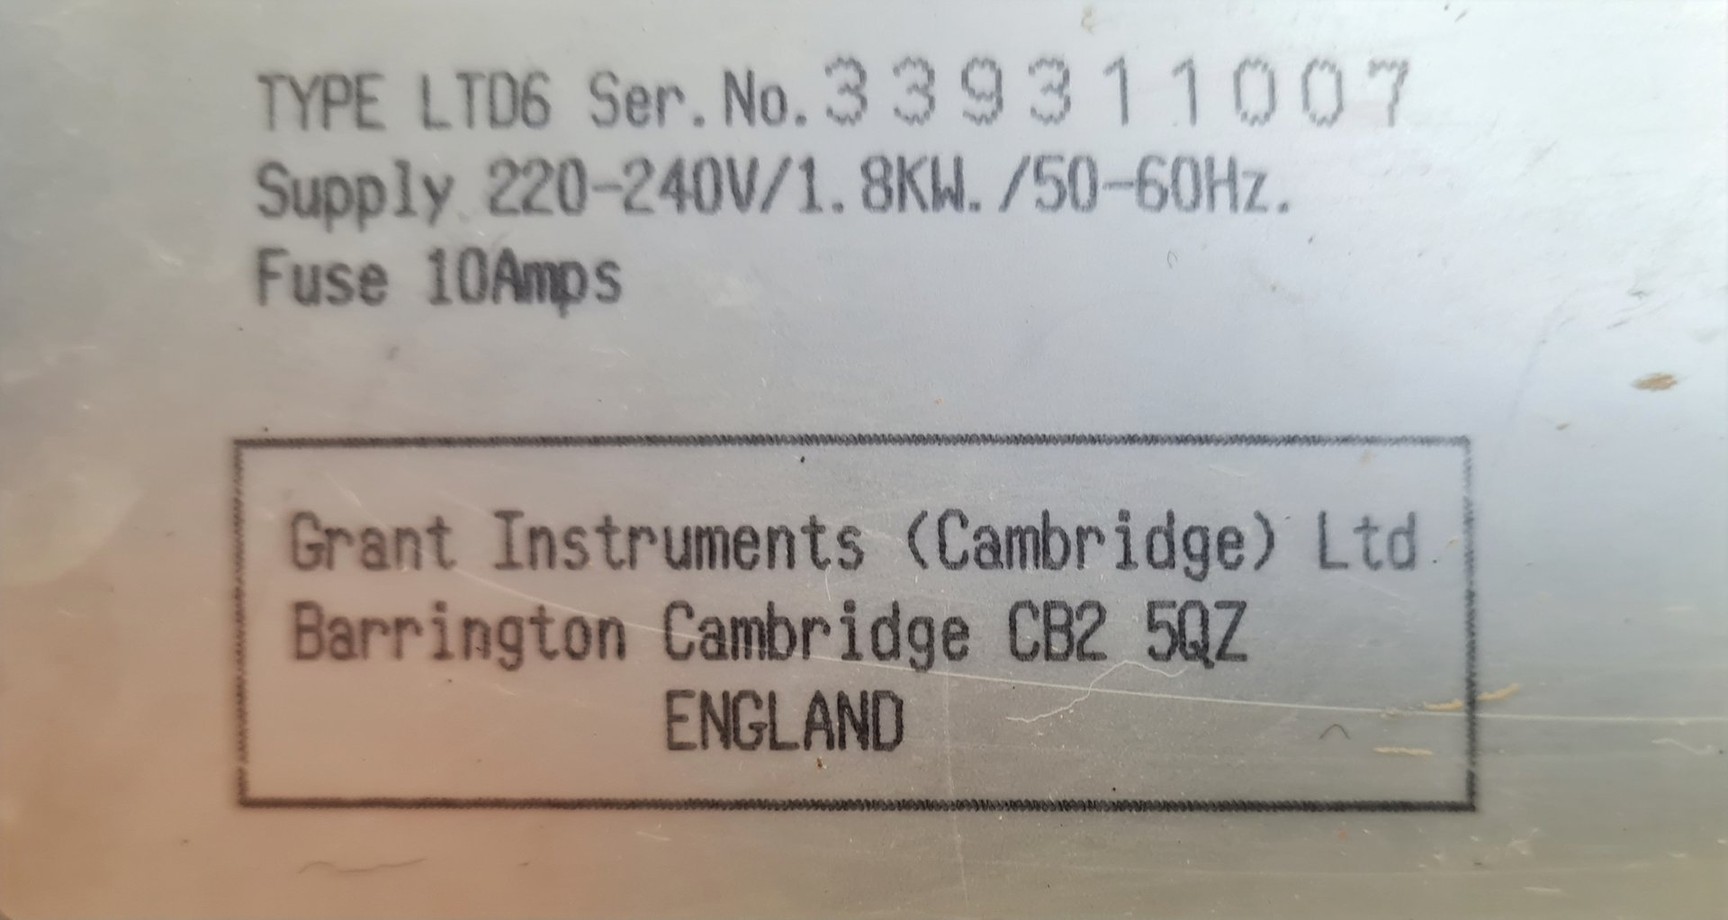 TYPE LTD6 Ser.No.339311007
Supply 220-240V/1.8KW./50-60Hz.
Fuse 10Amps
Grant Instruments (Cambridge) Ltd
Barrington Cambridge CB2 5QZ
ENGLAND